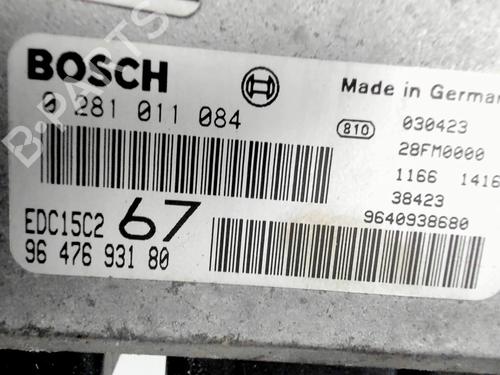 BOSCH
Made in German
0 281 011 084
810
030423
28FM0000
1166 1416
38423
9640938680
EDC15C2 67
96 476 931 80
B-PARTS